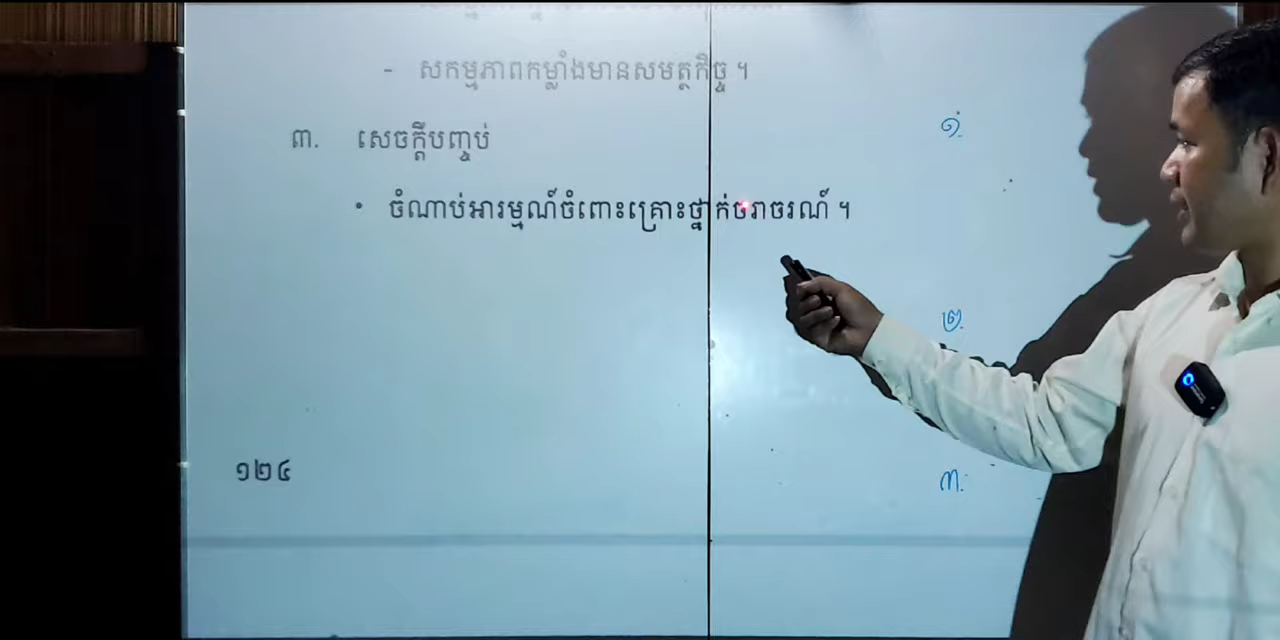 - សកម្មភាពកម្លាំងមានសមត្ថកិច្ច ។
៣. សេចក្ដីបញ្ចប់
• ចំណាប់អារម្មណ៍ចំពោះគ្រោះថ្នាក់ចរាចរណ៍ ។
១២៤
១.
២.
៣.